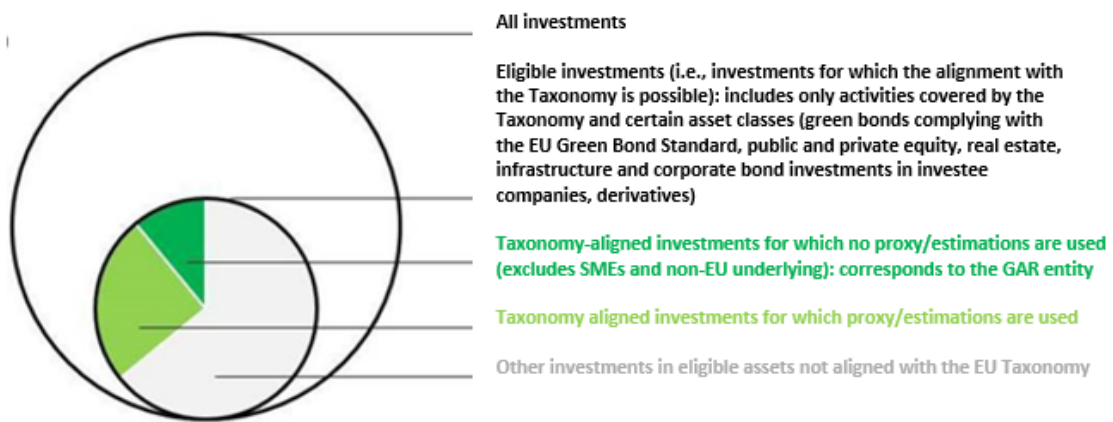 All investments
Eligible investments (i.e., investments for which the alignment with
the Taxonomy is possible): includes only activities covered by the
Taxonomy and certain asset classes (green bonds complying with
the EU Green Bond Standard, public and private equity, real estate,
infrastructure and corporate bond investments in investee
companies, derivatives)
Taxonomy-aligned investments for which no proxy/estimations are used
(excludes SMEs and non-EU underlying): corresponds to the GAR entity
Taxonomy aligned investments for which proxy/estimations are used
Other investments in eligible assets not aligned with the EU Taxonomy